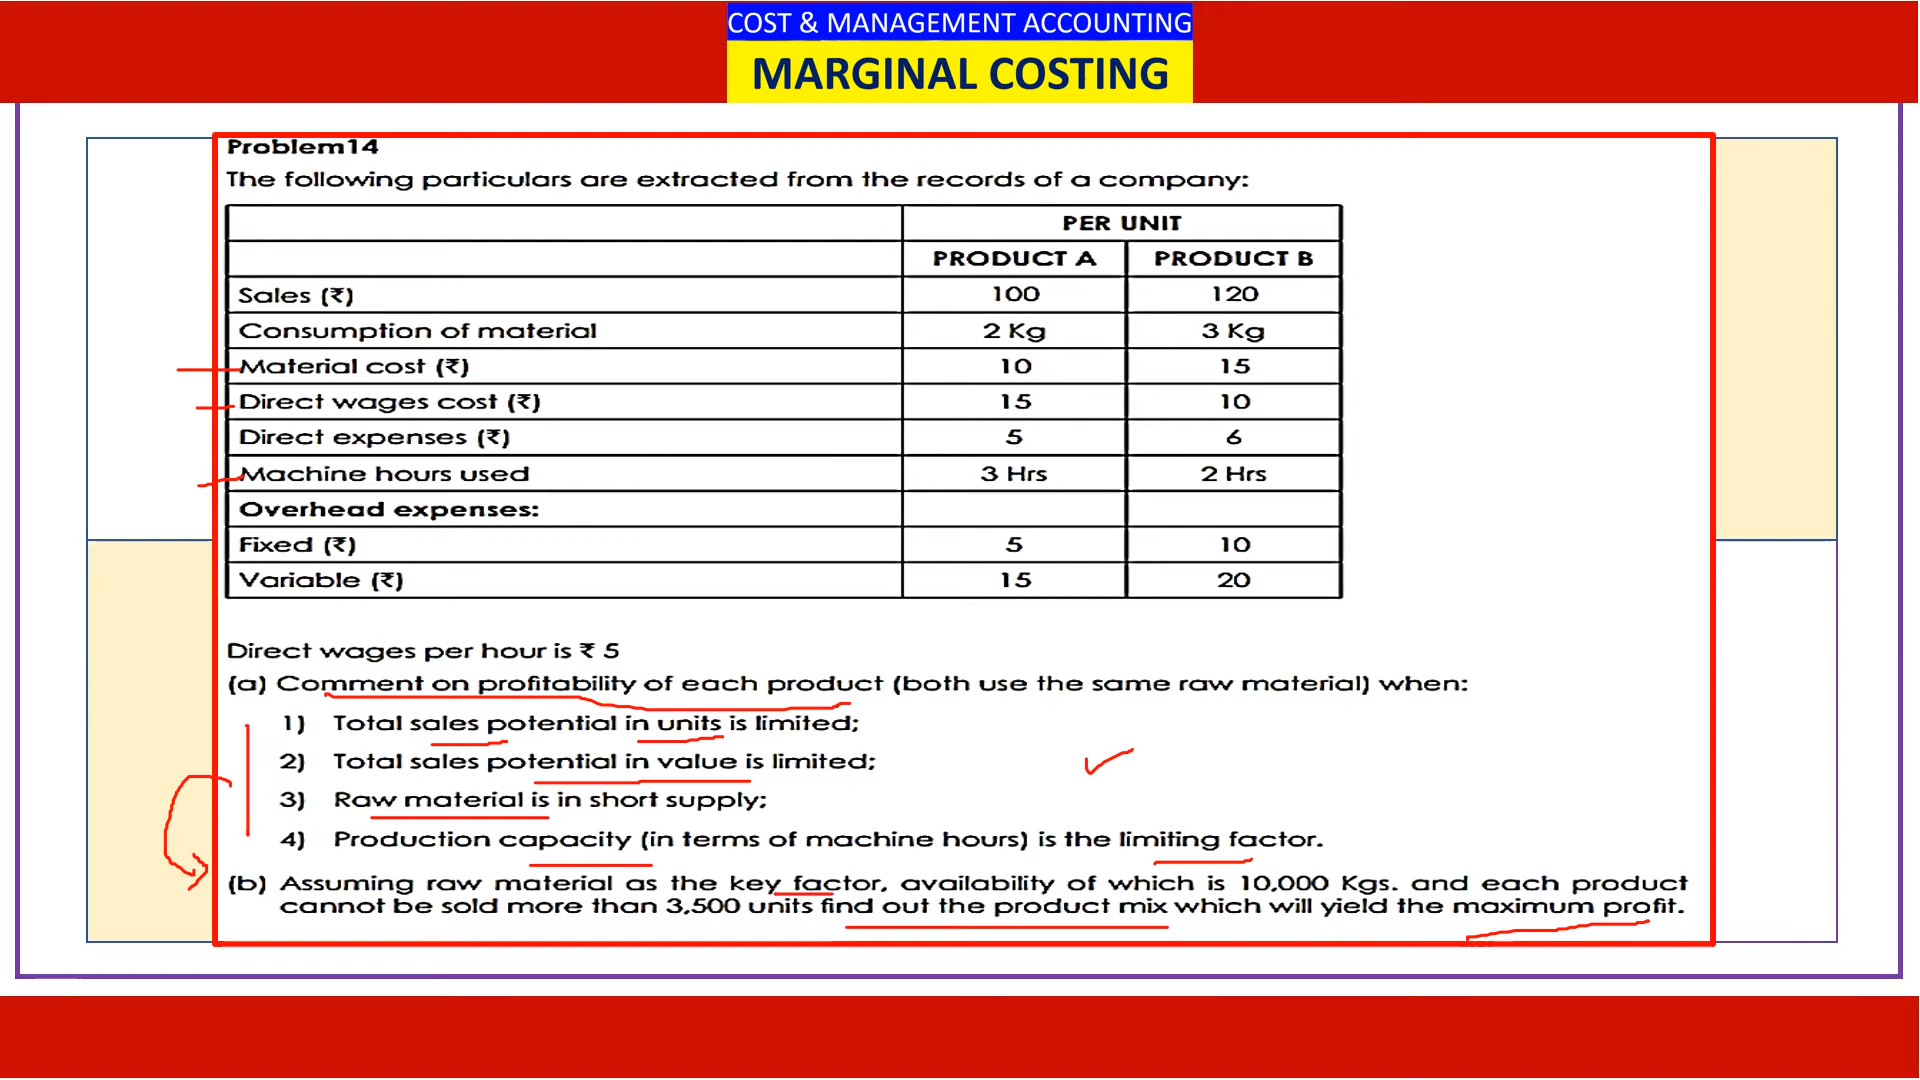 COST & MANAGEMENT ACCOUNTING
MARGINAL COSTING
Problem14
The following particulars are extracted from the records of a company:
PER UNIT
PRODUCT A PRODUCT B
Sales (₹) 100 120
Consumption of material 2 Kg 3 Kg
Material cost (₹) 10 15
Direct wages cost (₹) 15 10
Direct expenses (₹) 5 6
Machine hours used 3 Hrs 2 Hrs
Overhead expenses:
Fixed (₹) 5 10
Variable (₹) 15 20
Direct wages per hour is ₹ 5
(a) Comment on profitability of each product (both use the same raw material) when:
1) Total sales potential in units is limited;
2) Total sales potential in value is limited;
3) Raw material is in short supply;
4) Production capacity (in terms of machine hours) is the limiting factor.
(b) Assuming raw material as the key factor, availability of which is 10,000 Kgs. and each product
cannot be sold more than 3,500 units find out the product mix which will yield the maximum profit.